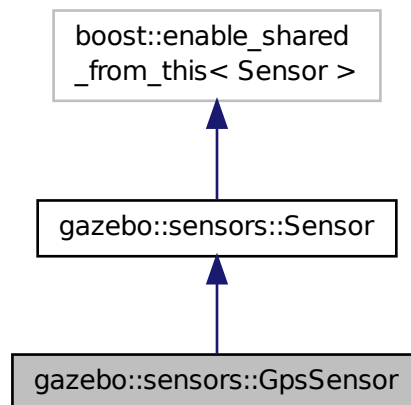 boost::enable_shared
_from_this< Sensor >
gazebo::sensors::Sensor
gazebo::sensors::GpsSensor